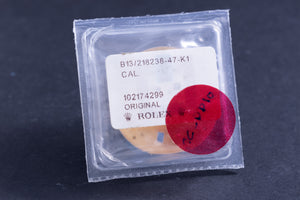 B13/218238-47-K1
CAL.
102174299
ORIGINAL
ROLEX